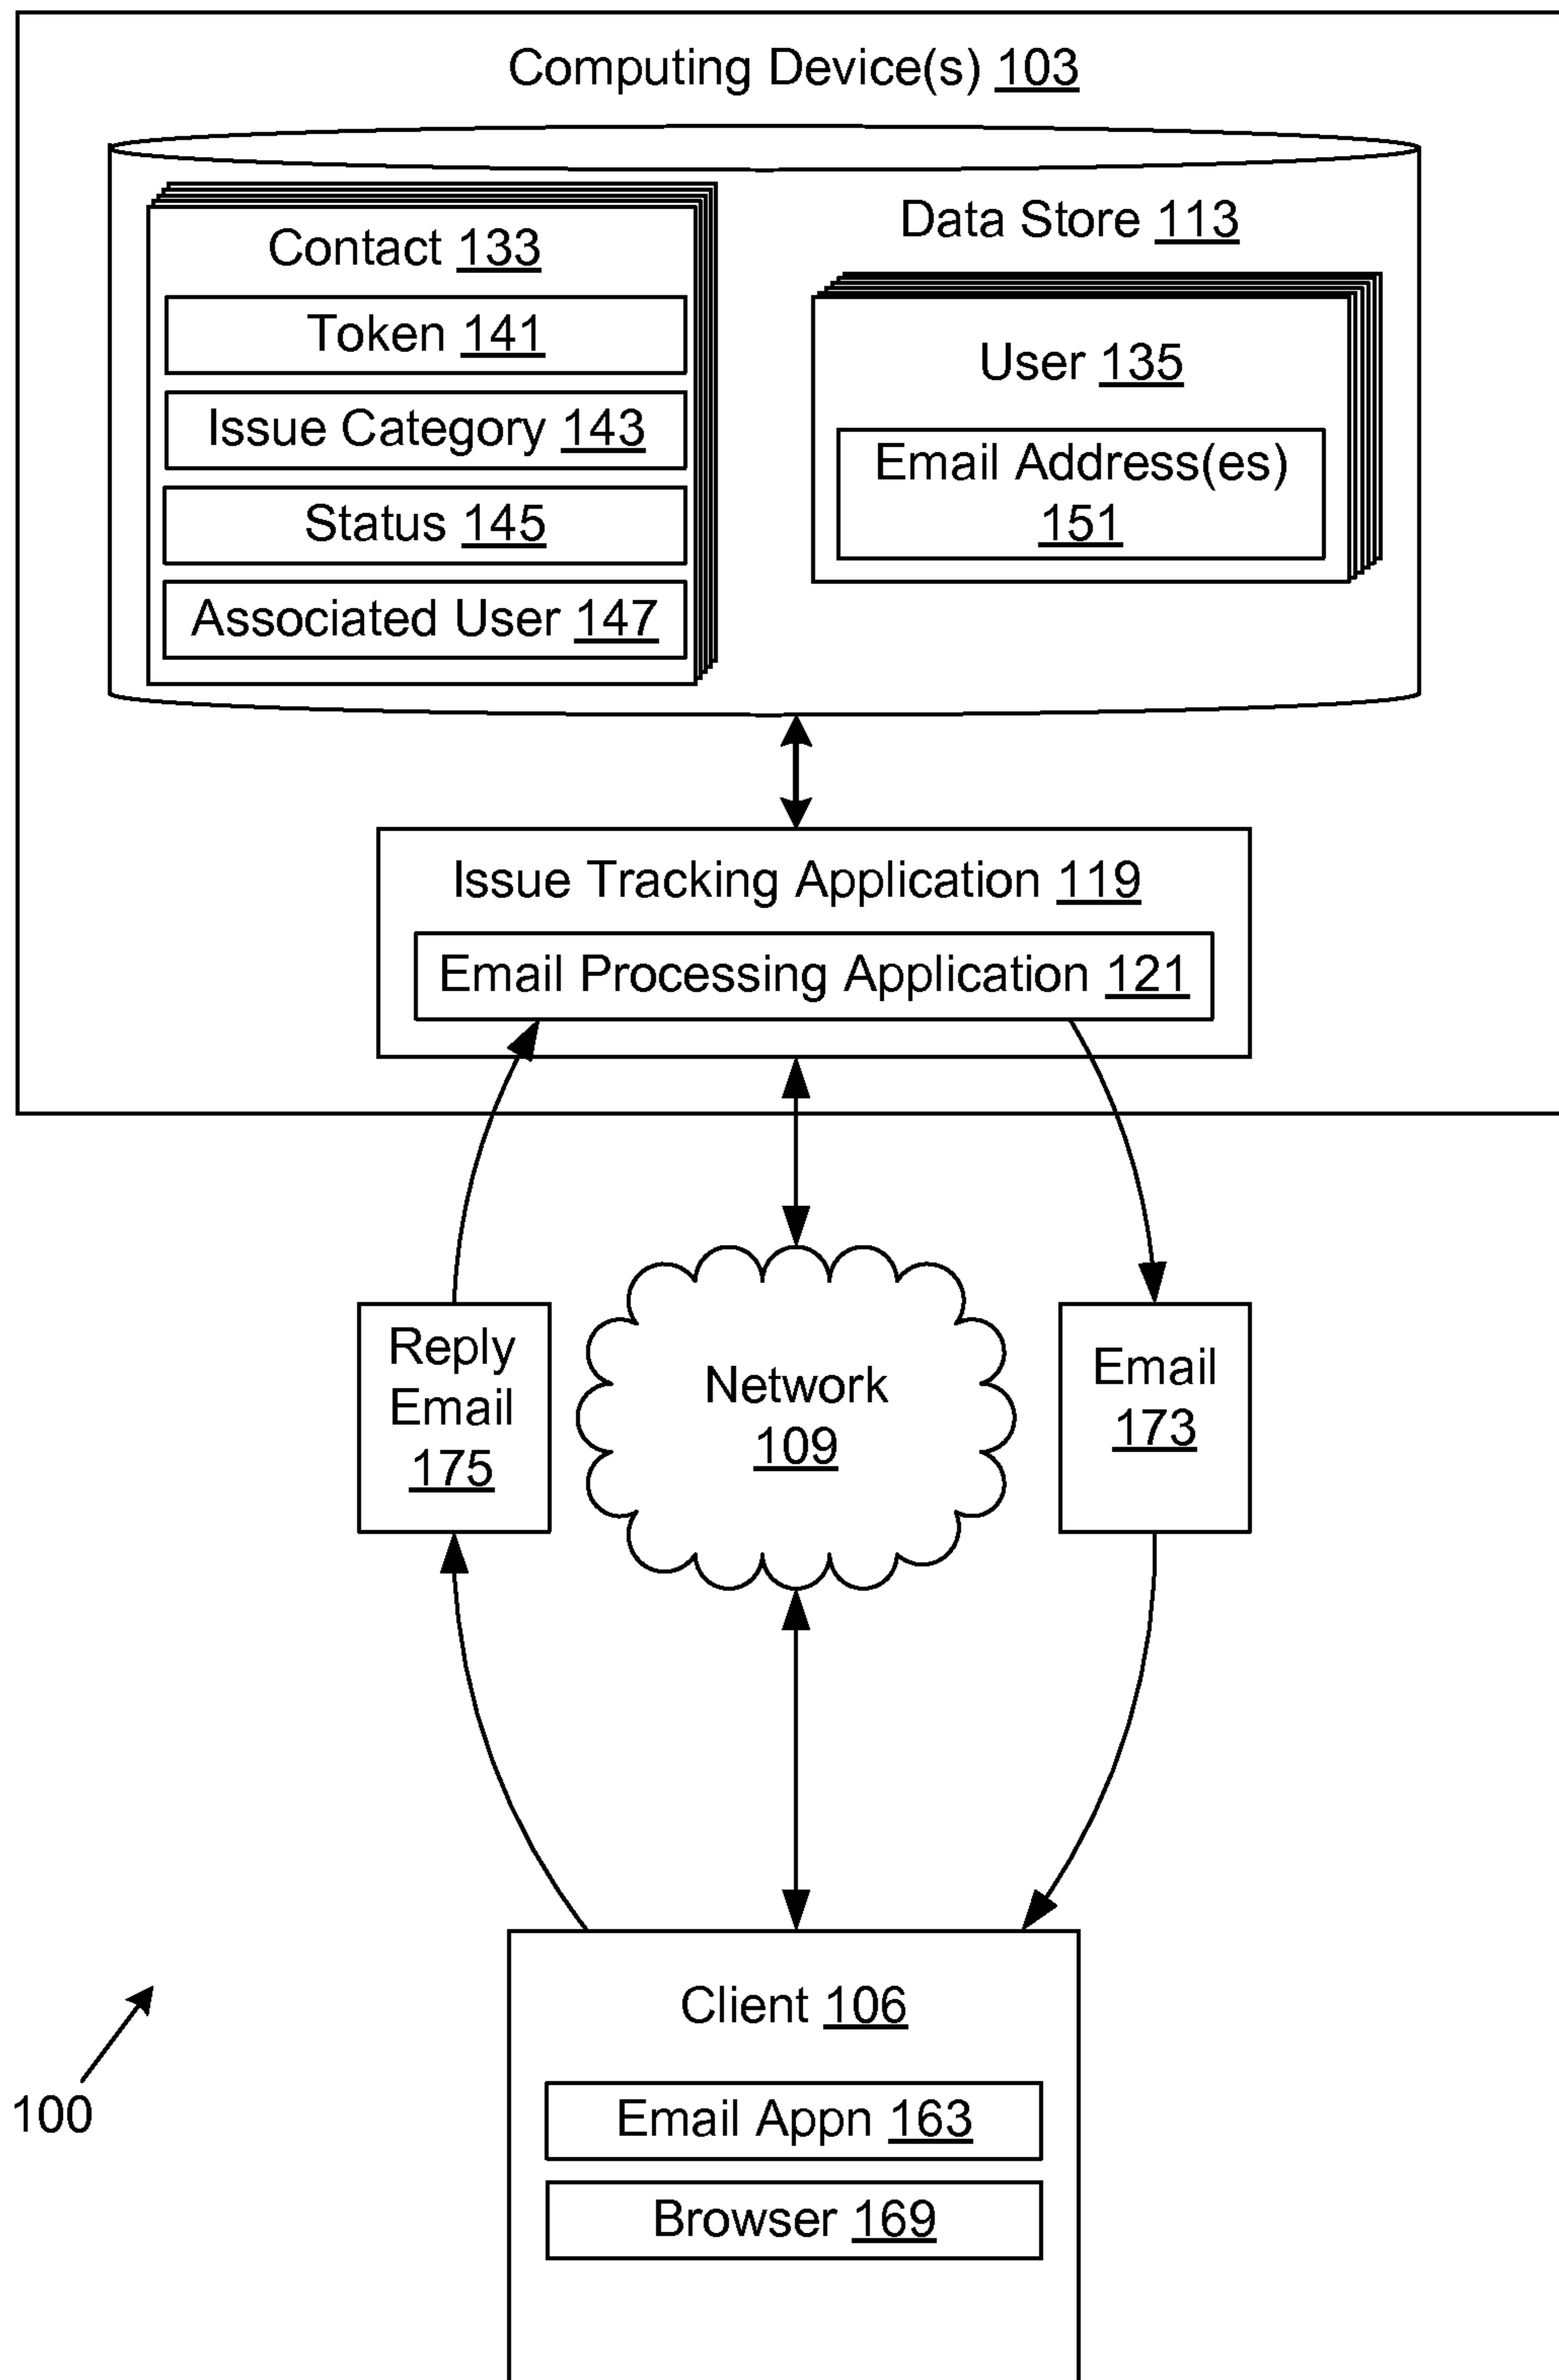 Computing Device(s) 103
Data Store 113
Contact 133
Token 141
Issue Category 143
Status 145
Associated User 147
User 135
Email Address(es)
151
Issue Tracking Application 119
Email Processing Application 121
Reply
Email
175
Network
109
Email
173
Client 106
Email Appn 163
Browser 169
100